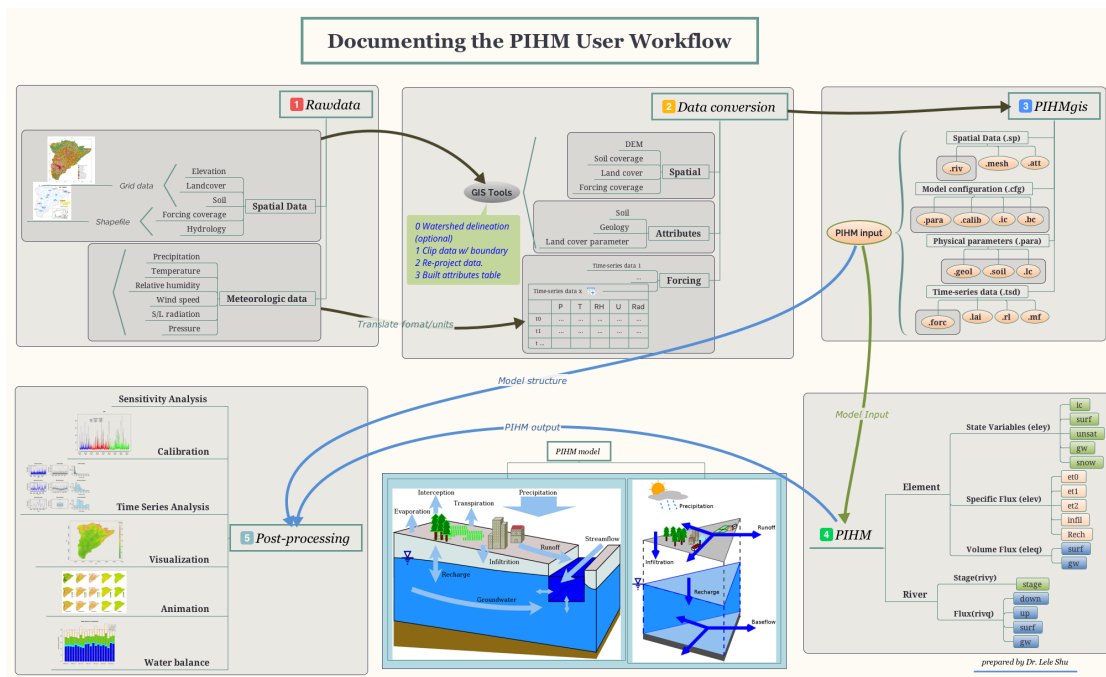 Documenting the PIHM User Workflow
1 Rawdata
Grid data
Shapefile
Elevation
Landcover
Soil
Forcing coverage
Hydrology
Spatial Data
Precipitation
Temperature
Relative humidity
Wind speed
S/L radiation
Pressure
Meteorologic data
Translate fomat/units
2 Data conversion
GIS Tools
0 Watershed delineation
(optional)
1 Clip data w/ boundary
2 Re-project data.
3 Built attributes table
DEM
Soil coverage
Land cover
Forcing coverage
Spatial
Soil
Geology
Land cover parameter
Attributes
Time-series data 1
...
Forcing
Time-series data x
P T RH U Rad
t0 ... ... ... ... ...
t1 ... ... ... ... ...
t ... ... ... ... ... ...
3 PIHMgis
PIHM input
Spatial Data (.sp)
.riv .mesh .att
Model configuration (.cfg)
.para .calib .ic .bc
Physical parameters (.para)
.geol .soil .lc
Time-series data (.tsd)
.forc .lai .rl .mf
Model structure
PIHM output
Model Input
4 PIHM
Element
State Variables (eley)
ic
surf
unsat
gw
snow
Specific Flux (elev)
et0
et1
et2
infil
Rech
Volume Flux (eleq)
surf
gw
River
Stage(rivy)
stage
Flux(rivq)
down
up
surf
gw
5 Post-processing
Sensitivity Analysis
Calibration
Time Series Analysis
Visualization
Animation
Water balance
PIHM model
Interception
Precipitation
Transpiration
Evaporation
Streamflow
Runoff
Infiltrition
Recharge
Groundwater
Precipitation
Runoff
Infiltration
Recharge
Baseflow
prepared by Dr. Lele Shu